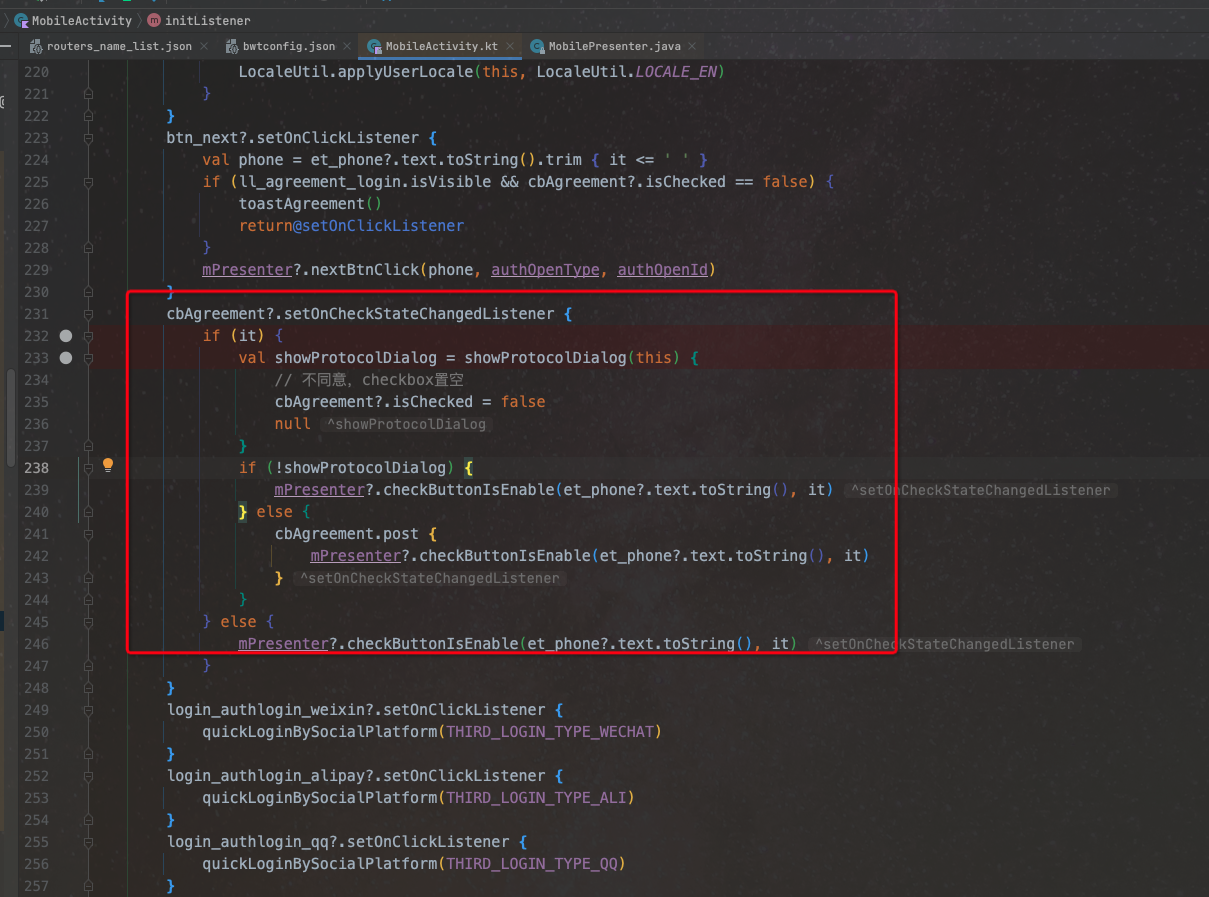 MobileActivity initListener
routers_name_list.json bwtconfig.json MobileActivity.kt MobilePresenter.java
220 LocaleUtil.applyUserLocale(this, LocaleUtil.LOCALE_EN)
221 }
222 }
223 btn_next?.setOnClickListener {
224 val phone = et_phone?.text.toString().trim { it <= ' ' }
225 if (ll_agreement_login.isVisible && cbAgreement?.isChecked == false) {
226 toastAgreement()
227 return@setOnClickListener
228 }
229 mPresenter?.nextBtnClick(phone, authOpenType, authOpenId)
230 }
231 cbAgreement?.setOnCheckStateChangedListener {
232 if (it) {
233 val showProtocolDialog = showProtocolDialog(this) {
234 // 不同意，checkbox置空
235 cbAgreement?.isChecked = false
236 null ^showProtocolDialog
237 }
238 if (!showProtocolDialog) {
239 mPresenter?.checkButtonIsEnable(et_phone?.text.toString(), it) ^setOnCheckStateChangedListener
240 } else {
241 cbAgreement.post {
242 mPresenter?.checkButtonIsEnable(et_phone?.text.toString(), it)
243 } ^setOnCheckStateChangedListener
244 }
245 } else {
246 mPresenter?.checkButtonIsEnable(et_phone?.text.toString(), it) ^setOnCheckStateChangedListener
247 }
248 }
249 login_authlogin_weixin?.setOnClickListener {
250 quickLoginBySocialPlatform(THIRD_LOGIN_TYPE_WECHAT)
251 }
252 login_authlogin_alipay?.setOnClickListener {
253 quickLoginBySocialPlatform(THIRD_LOGIN_TYPE_ALI)
254 }
255 login_authlogin_qq?.setOnClickListener {
256 quickLoginBySocialPlatform(THIRD_LOGIN_TYPE_QQ)
257 }